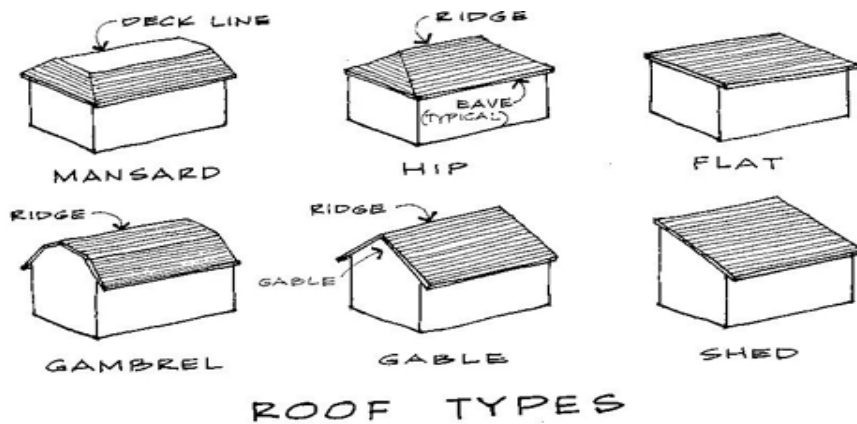 DECK LINE
RIDGE
EAVE
(TYPICAL)
MANSARD
HIP
FLAT
RIDGE
RIDGE
GABLE
GAMBREL
GABLE
SHED
ROOF TYPES